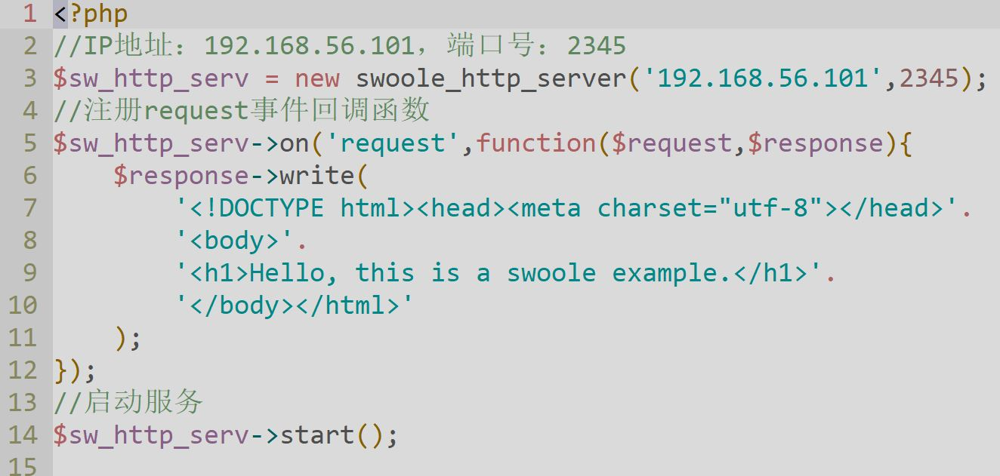 1 <?php
2 //IP地址：192.168.56.101，端口号：2345
3 $sw_http_serv = new swoole_http_server('192.168.56.101',2345);
4 //注册request事件回调函数
5 $sw_http_serv->on('request',function($request,$response){
6     $response->write(
7         '<!DOCTYPE html><head><meta charset="utf-8"></head>'.
8         '<body>'.
9         '<h1>Hello, this is a swoole example.</h1>'.
10         '</body></html>'
11     );
12 });
13 //启动服务
14 $sw_http_serv->start();
15